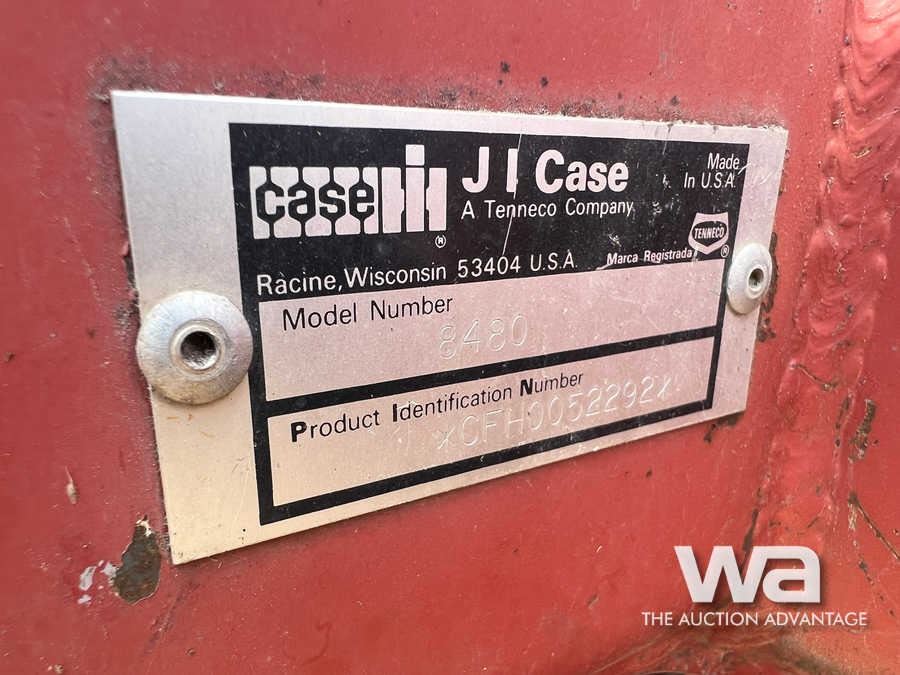 case IH ®
J I Case
A Tenneco Company
Made
In U.S.A.
TENNECO ®
Marca Registrada
Racine, Wisconsin 53404 U.S.A.
Model Number
8480
Product Identification Number
*CFH0052292*
wa
THE AUCTION ADVANTAGE